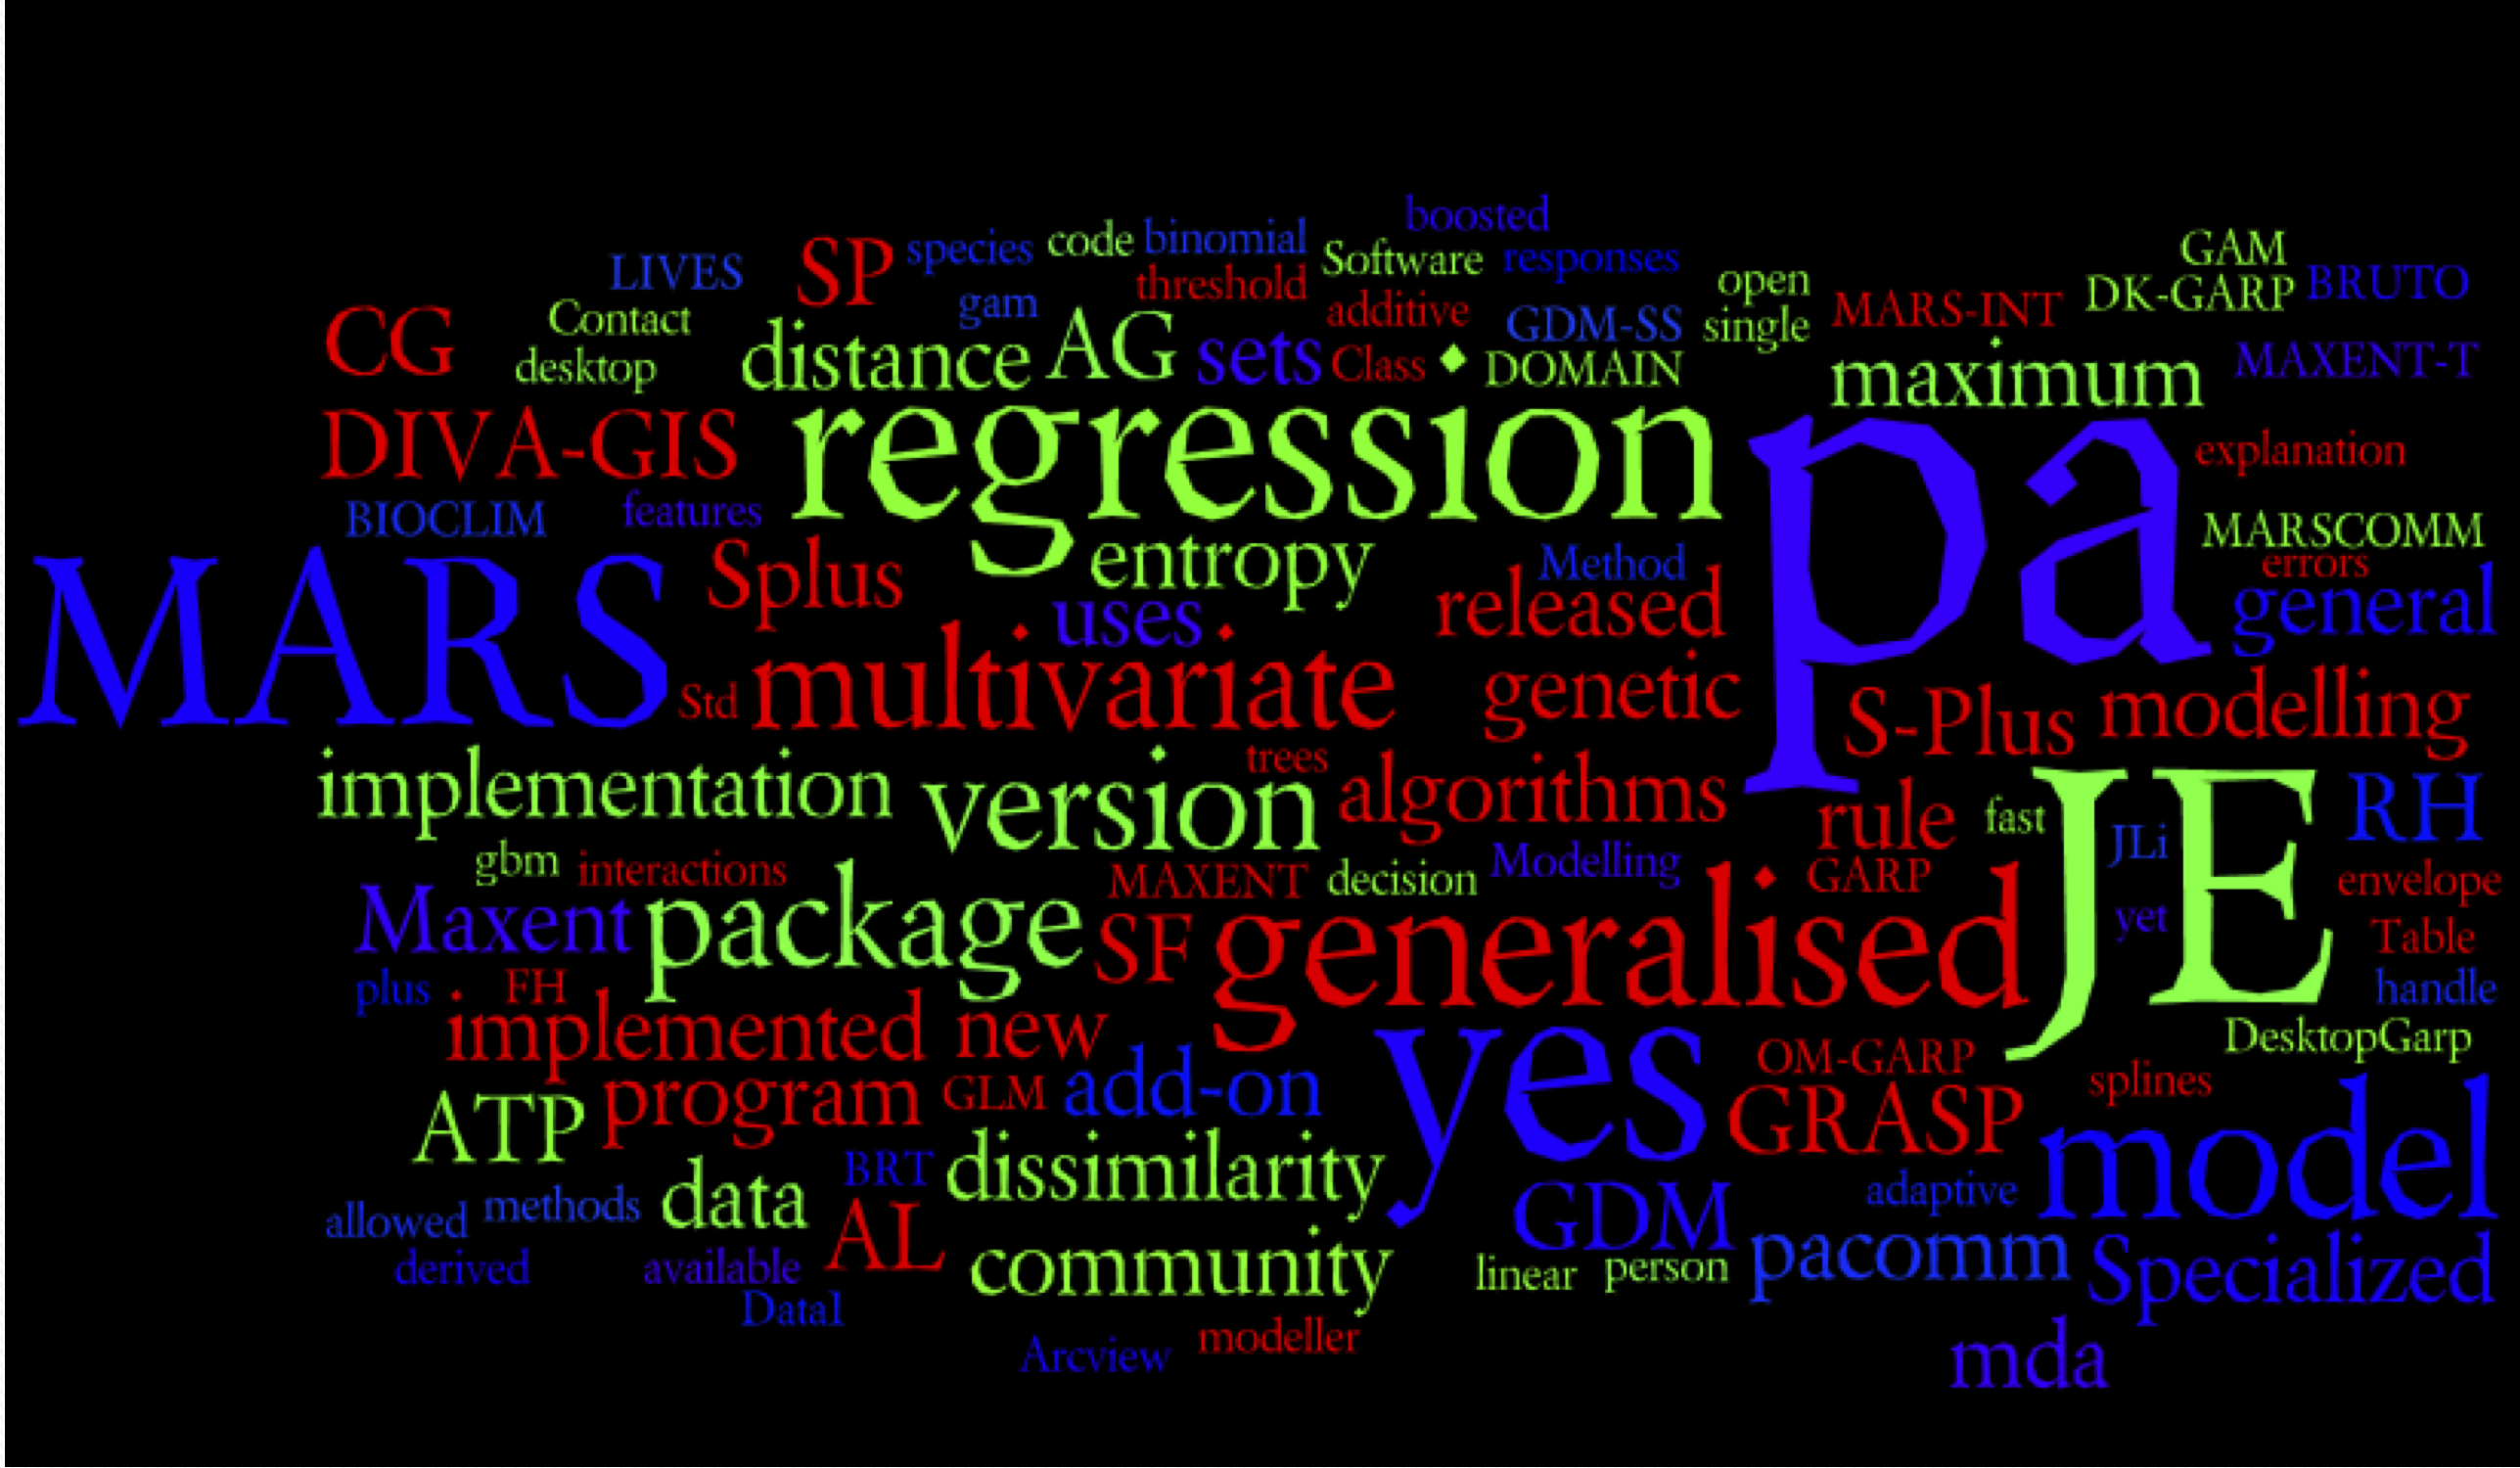 boosted
LIVES SP species code binomial Software responses GAM
threshold open DK-GARP BRUTO
CG Contact gam additive GDM-SS single MARS-INT
desktop distance AG sets Class DOMAIN maximum MAXENT-T
DIVA-GIS regression pa explanation
BIOCLIM features MARSCOMM
MARS Splus entropy Method errors
uses released general
Std multivariate genetic S-Plus modelling
implementation version trees algorithms rule fast JE RH
JLi
gbm interactions MAXENT decision Modelling GARP envelope
Maxent package SF generalised yet Table
plus FH handle
implemented new yes OM-GARP DesktopGarp
ATP program GLM add-on GRASP splines
data BRT dissimilarity model
allowed methods AL GDM adaptive
derived available community linear person pacomm Specialized
Data1
Arcview modeller mda